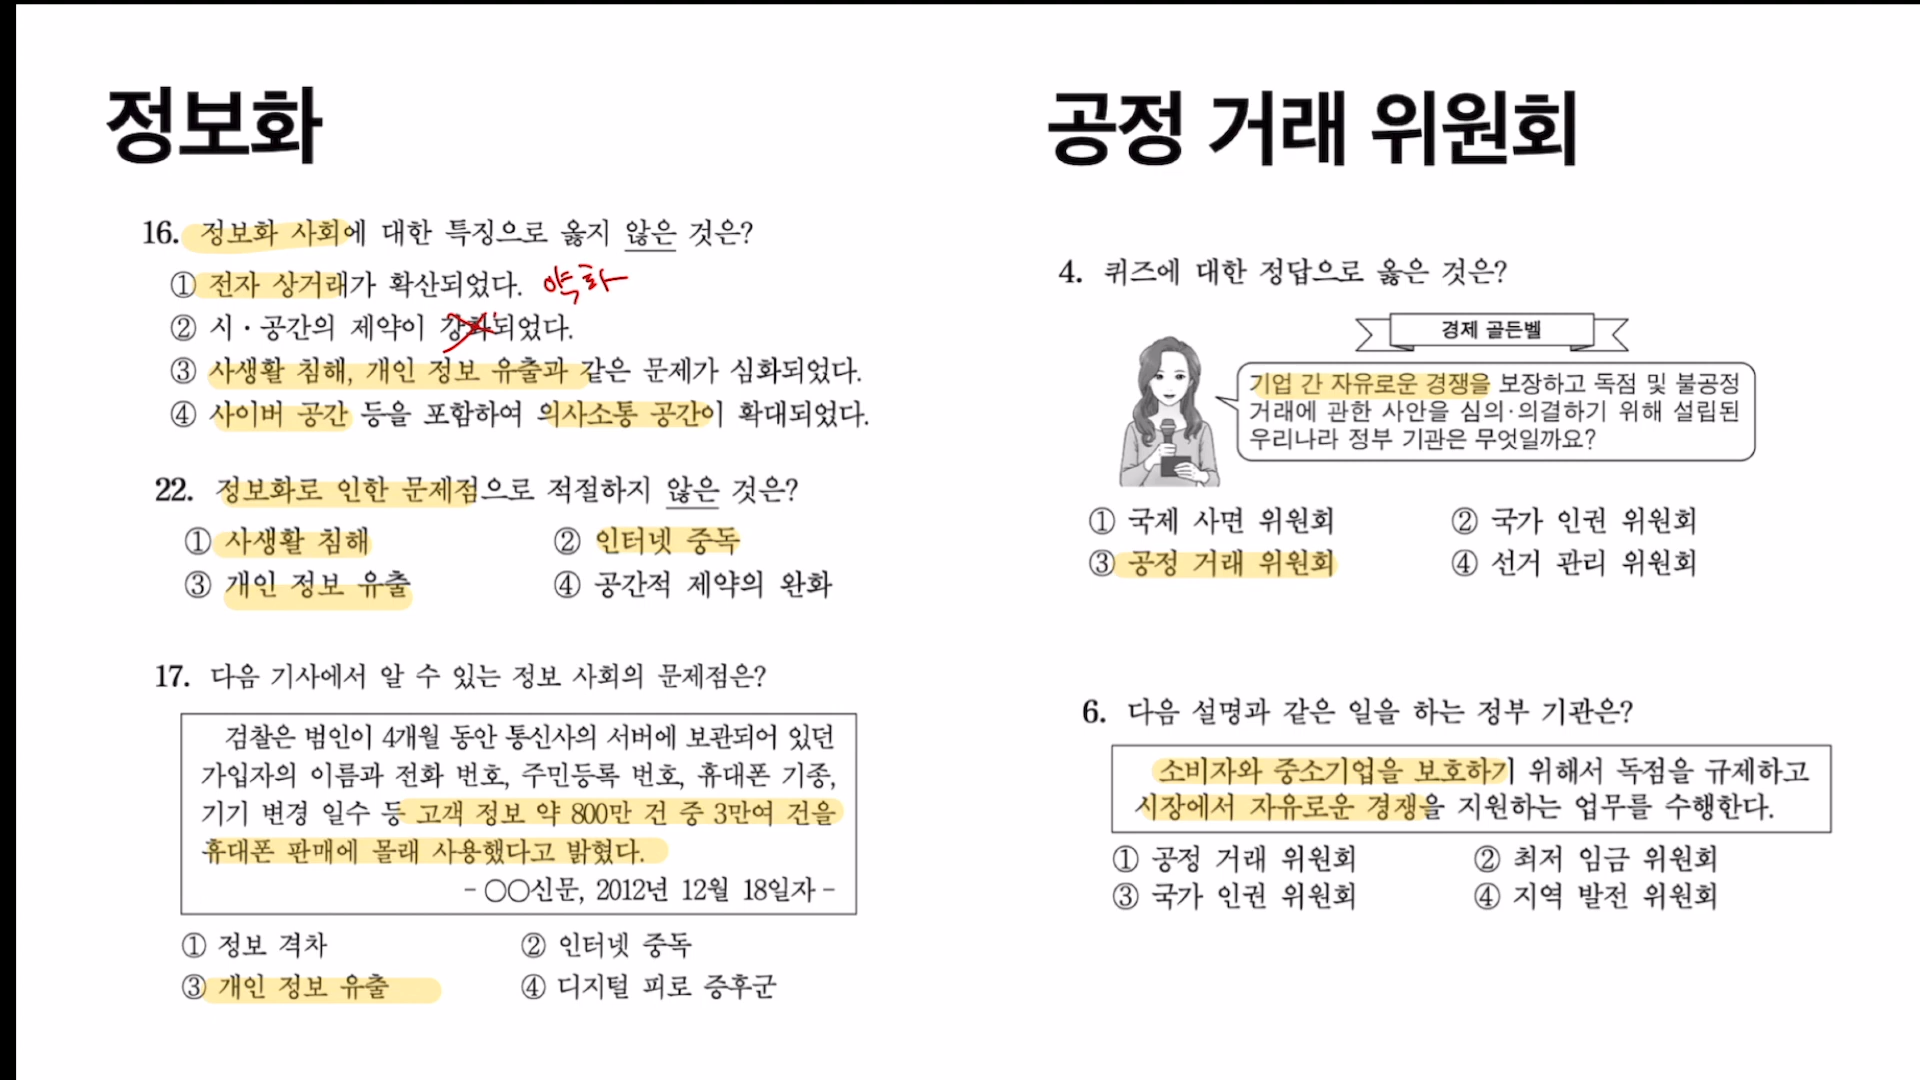 정보화
16. 정보화 사회에 대한 특징으로 옳지 않은 것은?
① 전자 상거래가 확산되었다. 약화
② 시·공간의 제약이 강화되었다.
③ 사생활 침해, 개인 정보 유출과 같은 문제가 심화되었다.
④ 사이버 공간 등을 포함하여 의사소통 공간이 확대되었다.
22. 정보화로 인한 문제점으로 적절하지 않은 것은?
① 사생활 침해 ② 인터넷 중독
③ 개인 정보 유출 ④ 공간적 제약의 완화
17. 다음 기사에서 알 수 있는 정보 사회의 문제점은?
검찰은 범인이 4개월 동안 통신사의 서버에 보관되어 있던
가입자의 이름과 전화 번호, 주민등록 번호, 휴대폰 기종,
기기 변경 일수 등 고객 정보 약 800만 건 중 3만여 건을
휴대폰 판매에 몰래 사용했다고 밝혔다.
- ○○신문, 2012년 12월 18일자 -
① 정보 격차 ② 인터넷 중독
③ 개인 정보 유출 ④ 디지털 피로 증후군
공정 거래 위원회
4. 퀴즈에 대한 정답으로 옳은 것은?
경제 골든벨
기업 간 자유로운 경쟁을 보장하고 독점 및 불공정
거래에 관한 사안을 심의·의결하기 위해 설립된
우리나라 정부 기관은 무엇일까요?
① 국제 사면 위원회 ② 국가 인권 위원회
③ 공정 거래 위원회 ④ 선거 관리 위원회
6. 다음 설명과 같은 일을 하는 정부 기관은?
소비자와 중소기업을 보호하기 위해서 독점을 규제하고
시장에서 자유로운 경쟁을 지원하는 업무를 수행한다.
① 공정 거래 위원회 ② 최저 임금 위원회
③ 국가 인권 위원회 ④ 지역 발전 위원회